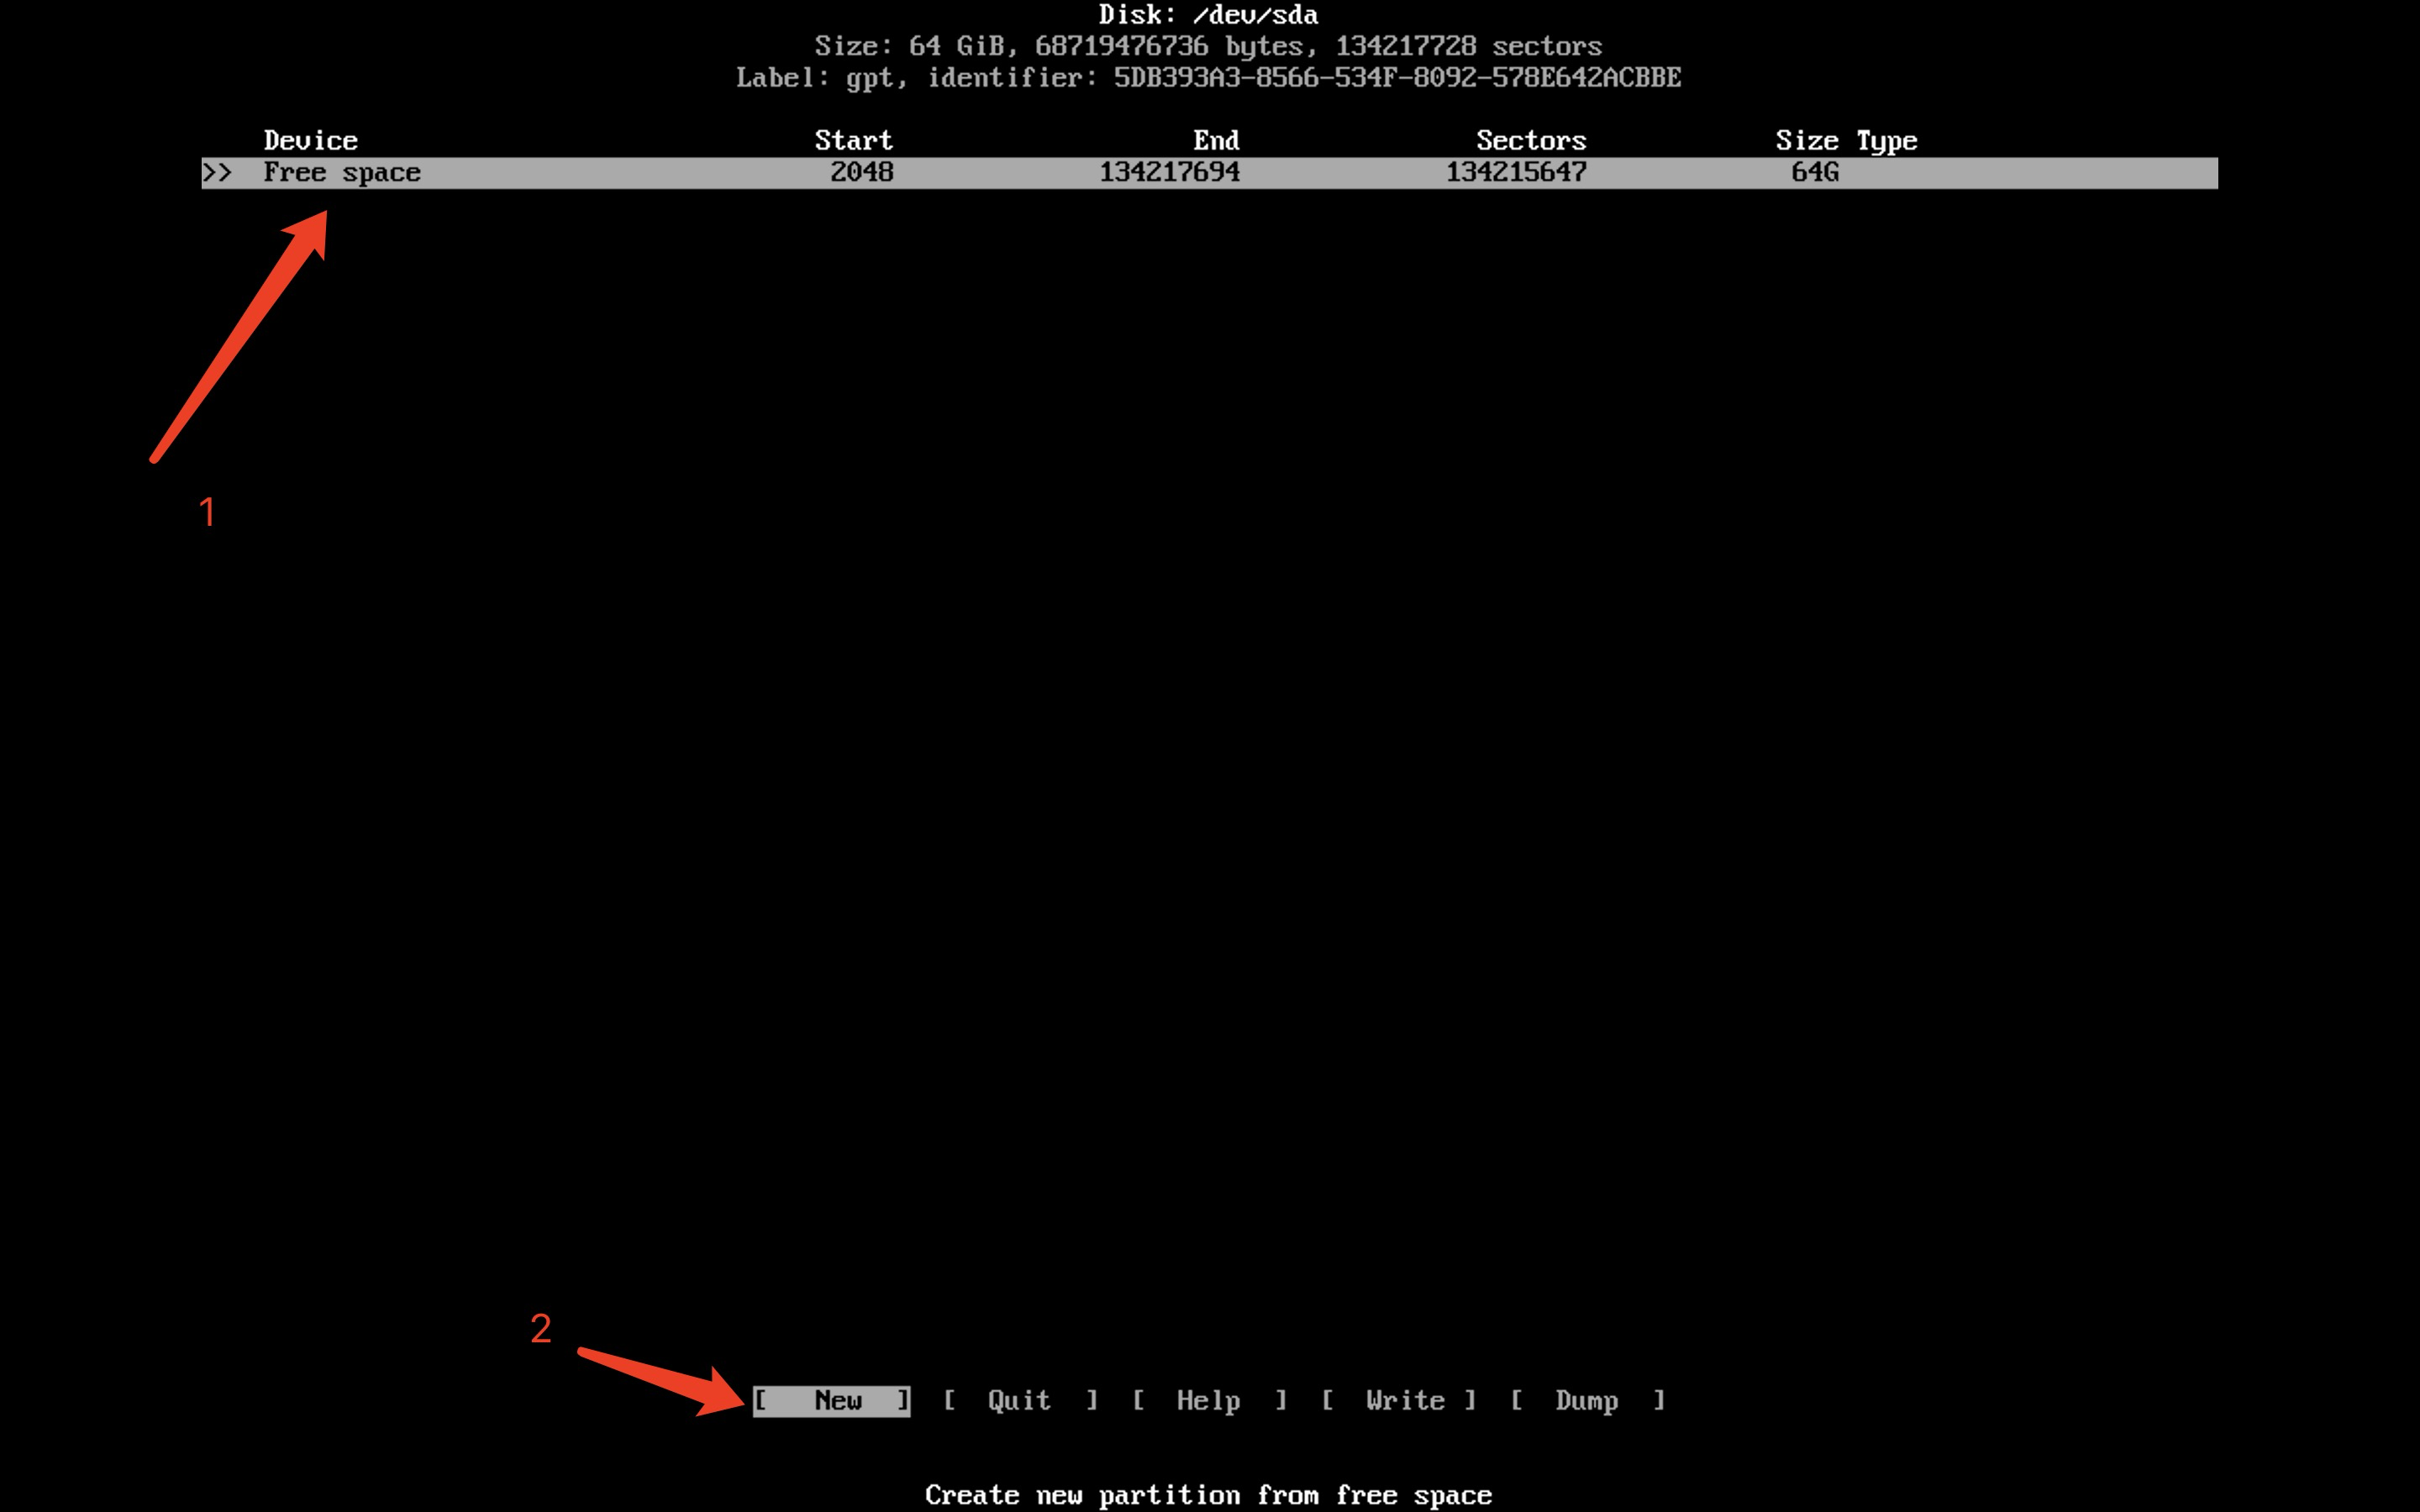 Disk: /dev/sda
Size: 64 GiB, 68719476736 bytes, 134217728 sectors
Label: gpt, identifier: 5DB393A3-8566-534F-8092-578E642ACBBE
Device Start End Sectors Size Type
>> Free space 2048 134217694 134215647 64G
1
2
[ New ] [ Quit ] [ Help ] [ Write ] [ Dump ]
Create new partition from free space